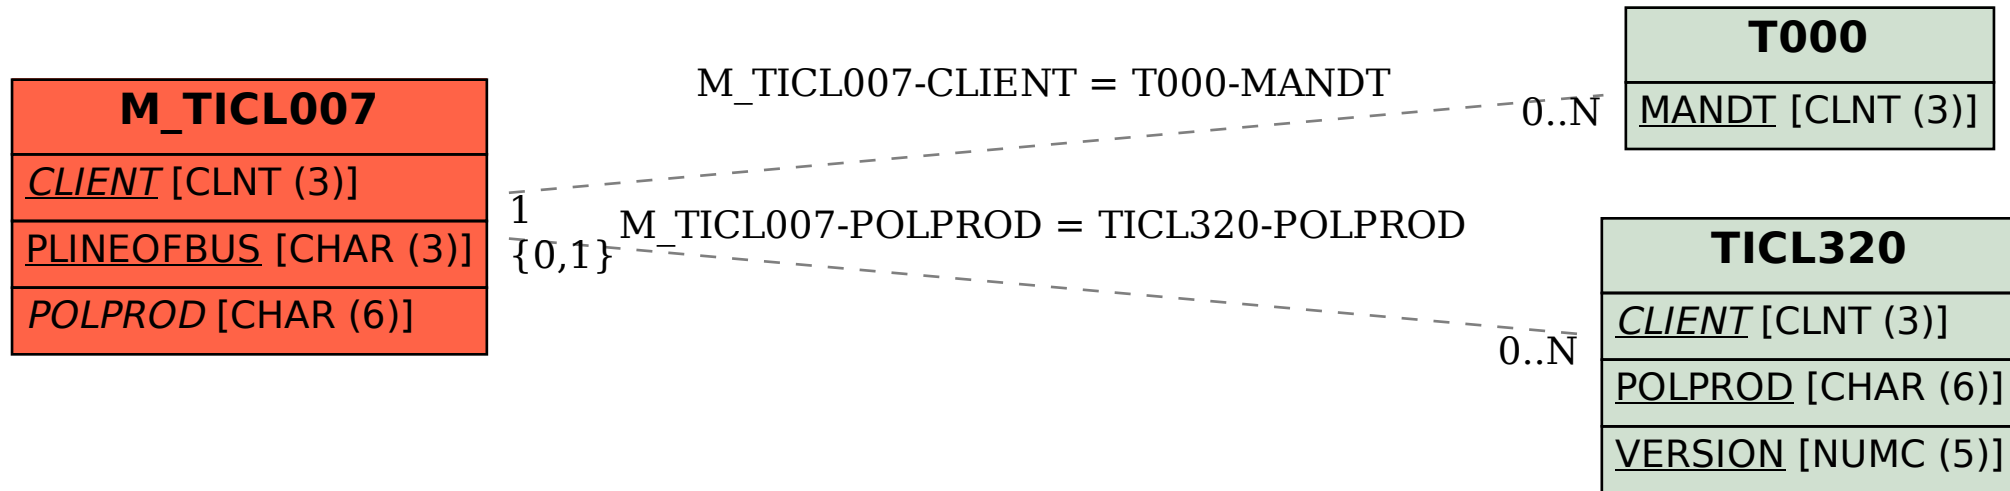 M_TICL007
CLIENT [CLNT (3)]
PLINEOFBUS [CHAR (3)]
POLPROD [CHAR (6)]
M_TICL007-CLIENT = T000-MANDT
0..N
1
M_TICL007-POLPROD = TICL320-POLPROD
{0,1}
0..N
T000
MANDT [CLNT (3)]
TICL320
CLIENT [CLNT (3)]
POLPROD [CHAR (6)]
VERSION [NUMC (5)]